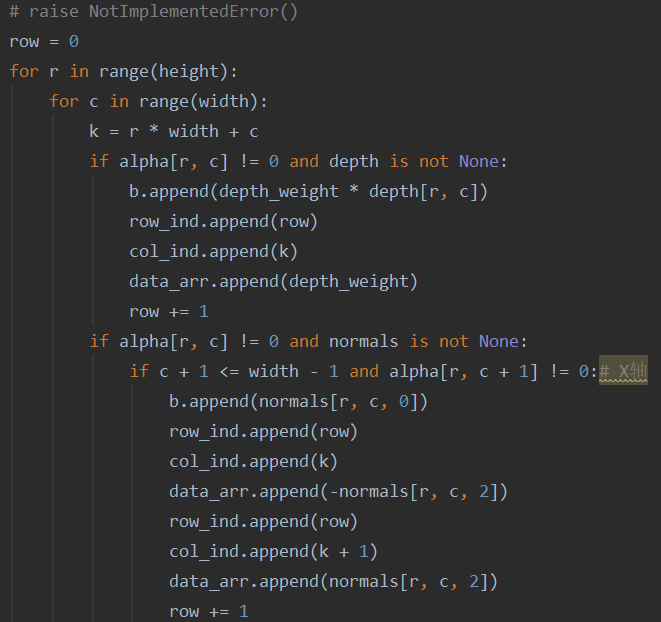 # raise NotImplementedError()
row = 0
for r in range(height):
    for c in range(width):
        k = r * width + c
        if alpha[r, c] != 0 and depth is not None:
            b.append(depth_weight * depth[r, c])
            row_ind.append(row)
            col_ind.append(k)
            data_arr.append(depth_weight)
            row += 1
        if alpha[r, c] != 0 and normals is not None:
            if c + 1 <= width - 1 and alpha[r, c + 1] != 0:# X轴
                b.append(normals[r, c, 0])
                row_ind.append(row)
                col_ind.append(k)
                data_arr.append(-normals[r, c, 2])
                row_ind.append(row)
                col_ind.append(k + 1)
                data_arr.append(normals[r, c, 2])
                row += 1